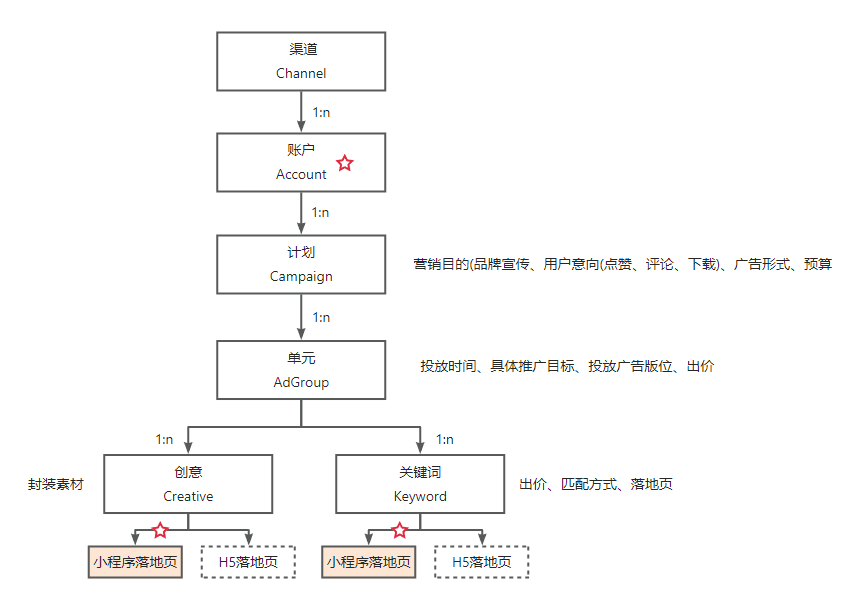 渠道
Channel
1:n
账户
Account
1:n
计划
Campaign
营销目的(品牌宣传、用户意向(点赞、评论、下载)、广告形式、预算
1:n
单元
AdGroup
投放时间、具体推广目标、投放广告版位、出价
1:n
1:n
封装素材
创意
Creative
关键词
Keyword
出价、匹配方式、落地页
小程序落地页
H5落地页
小程序落地页
H5落地页